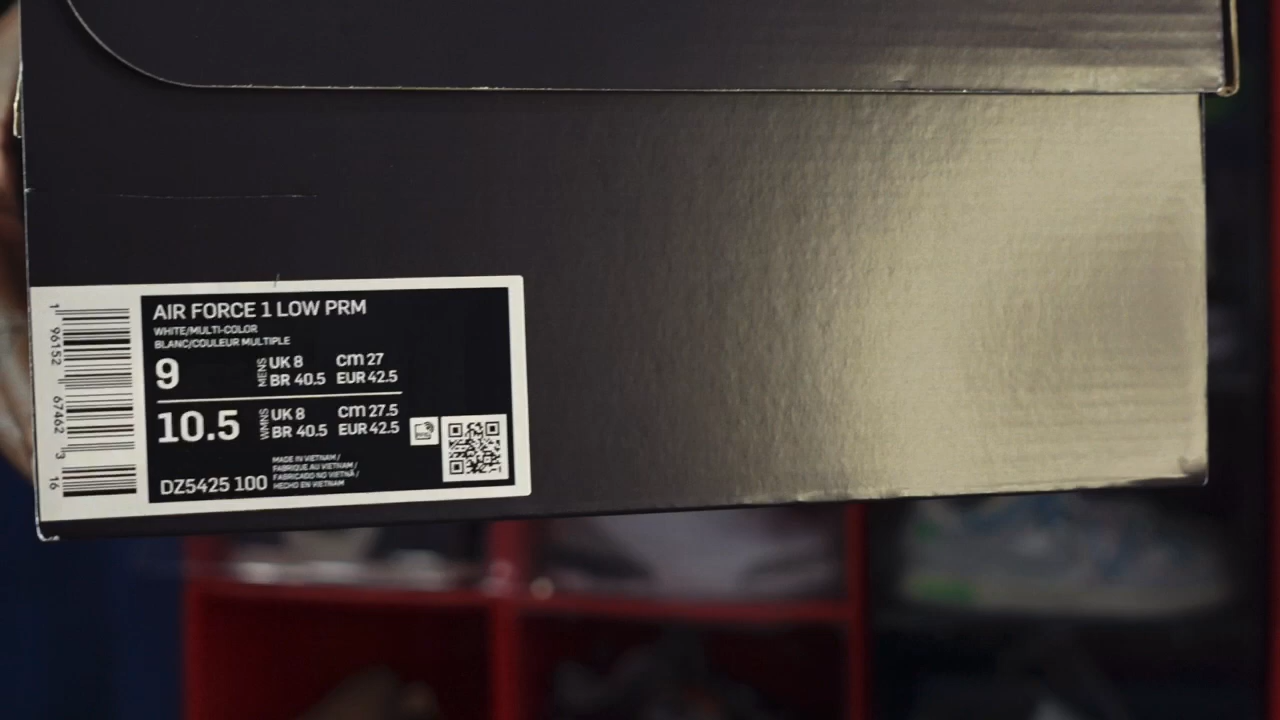 AIR FORCE 1 LOW PRM
WHITE/MULTI-COLOR
BLANC/COULEUR MULTIPLE
9 MENS UK 8 cm 27
BR 40.5 EUR 42.5
10.5 WMNS UK 8 cm 27.5
BR 40.5 EUR 42.5
DZ5425 100
MADE IN VIETNAM /
FABRIQUE AU VIETNAM /
FABRICADO NO VIETNÃ /
HECHO EN VIETNAM
1 96152 67462 3 16